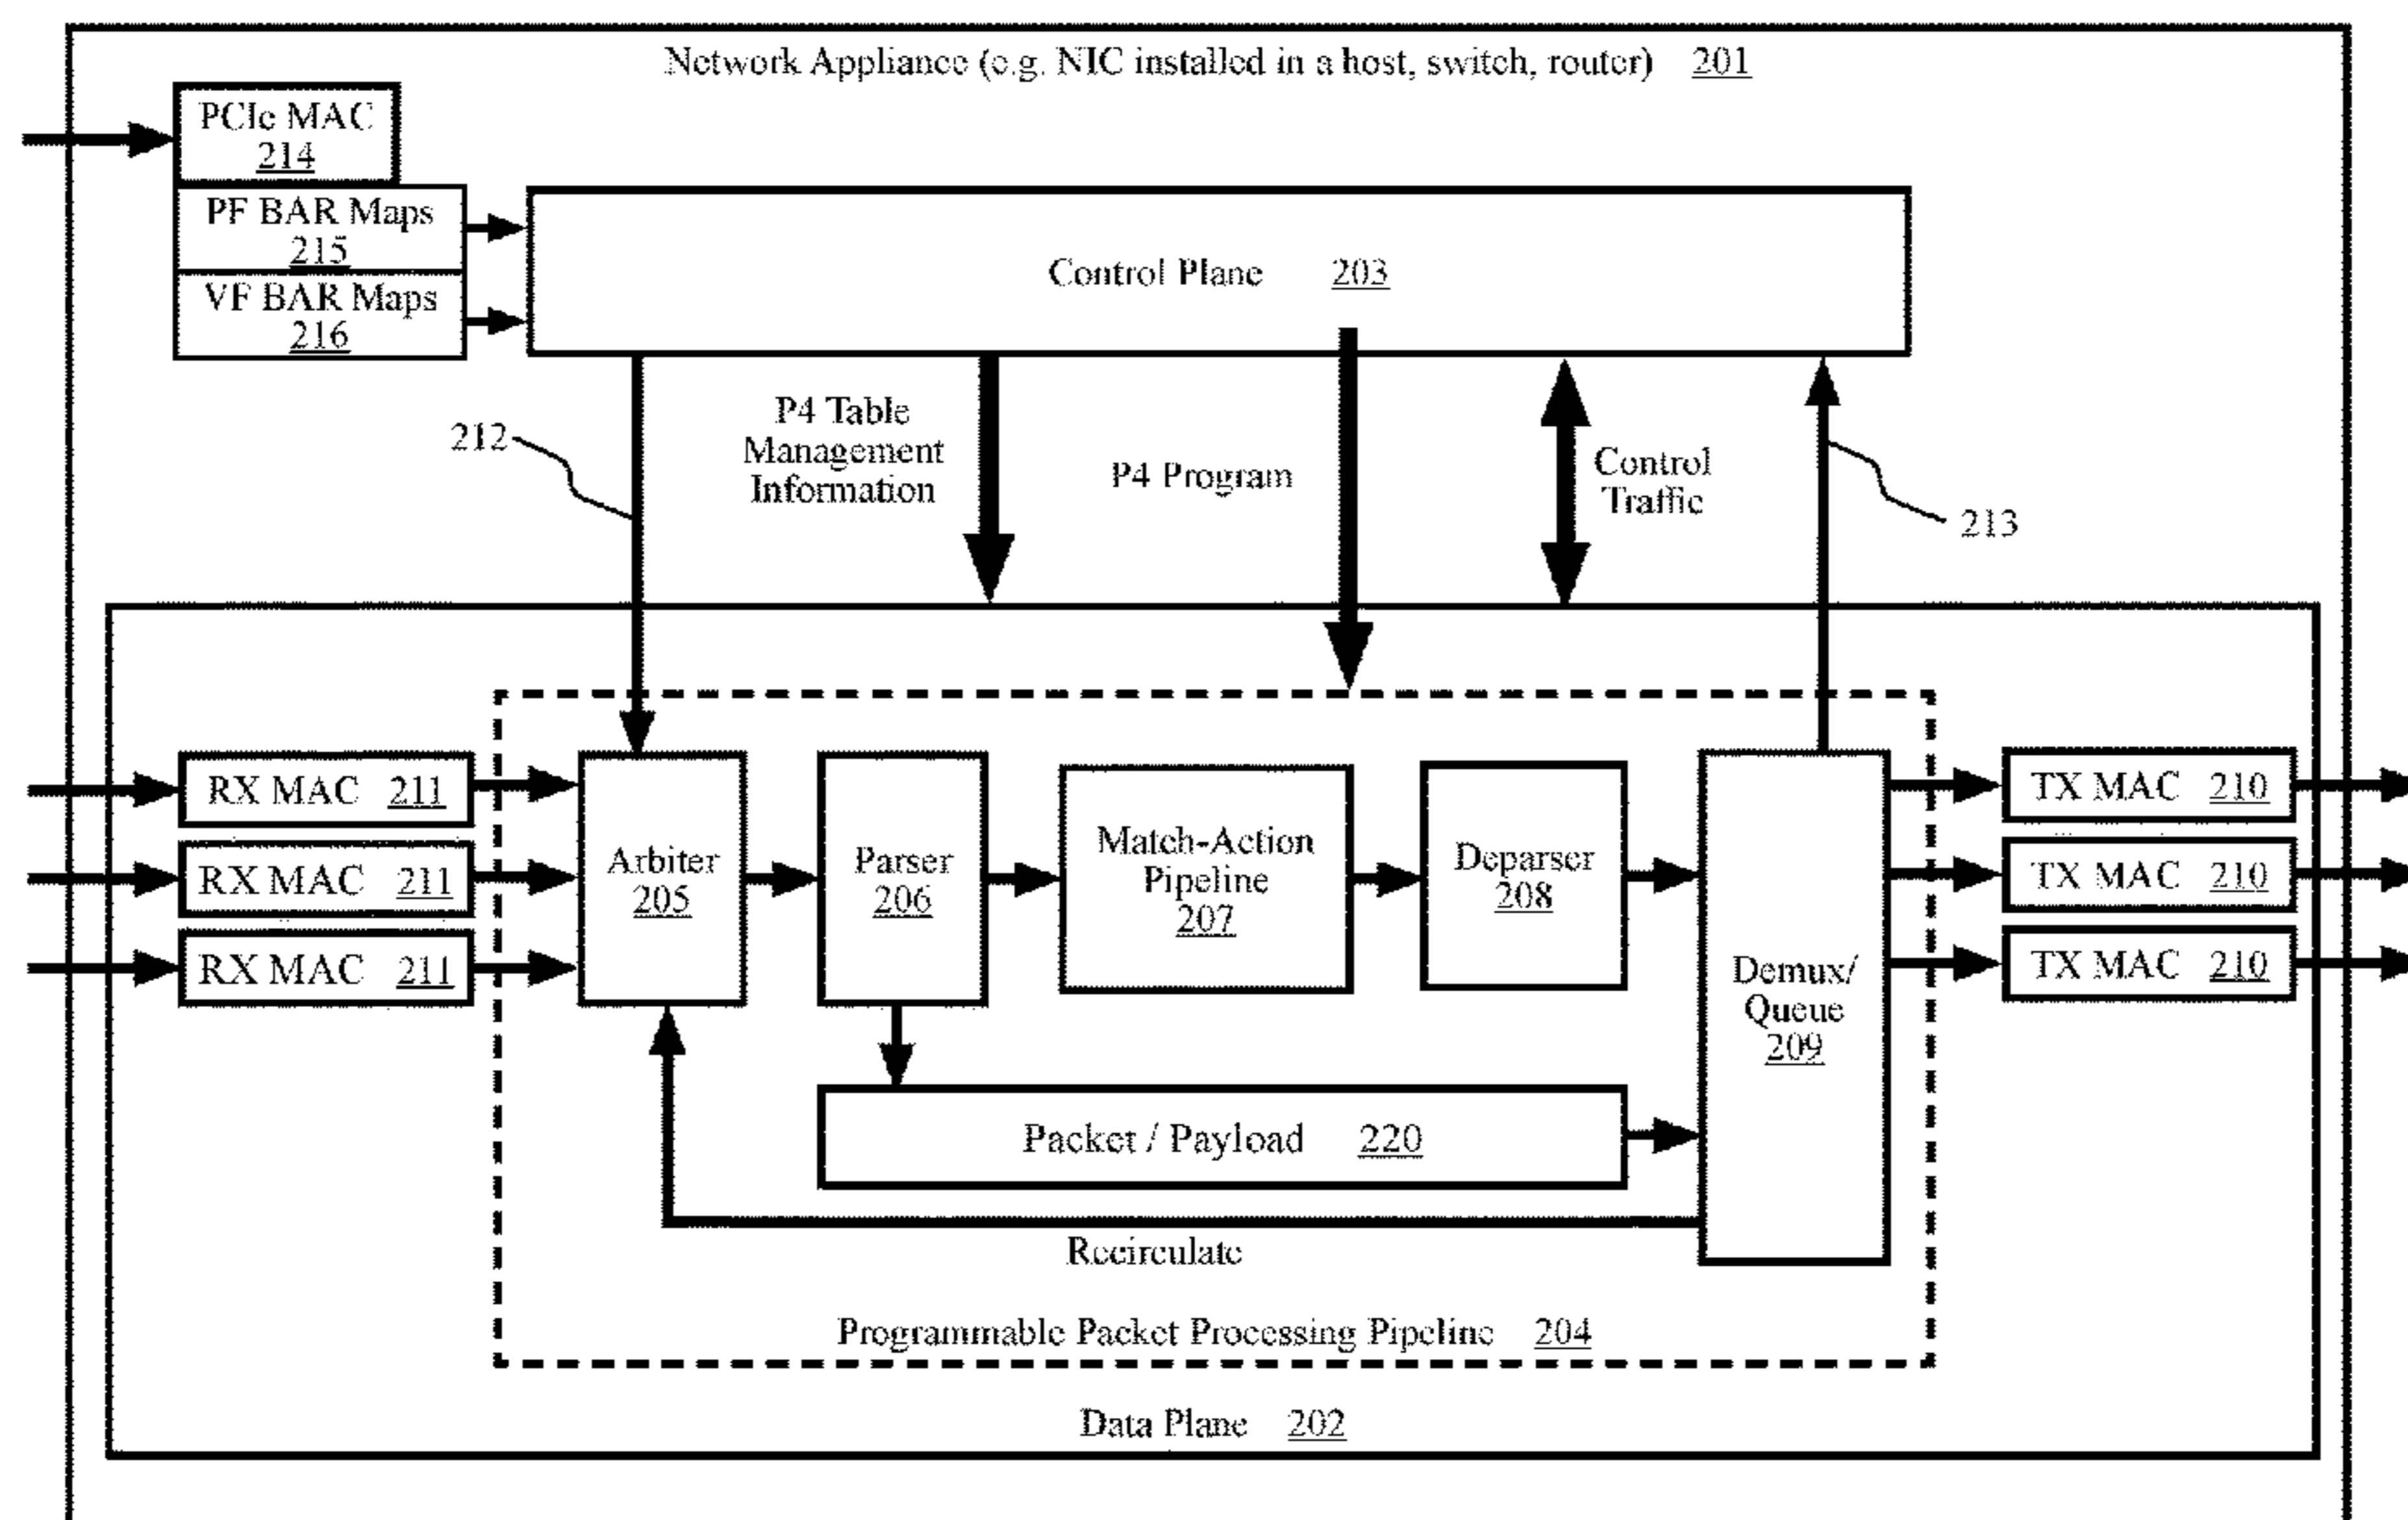 Network Appliance (e.g. NIC installed in a host, switch, router) 201
PCIe MAC
214
PF BAR Maps
215
VF BAR Maps
216
Control Plane 203
212
P4 Table
Management
Information
P4 Program
Control
Traffic
213
RX MAC 211
RX MAC 211
RX MAC 211
Arbiter
205
Parser
206
Match-Action
Pipeline
207
Deparser
208
Demux/
Queue
209
TX MAC 210
TX MAC 210
TX MAC 210
Packet / Payload 220
Recirculate
Programmable Packet Processing Pipeline 204
Data Plane 202